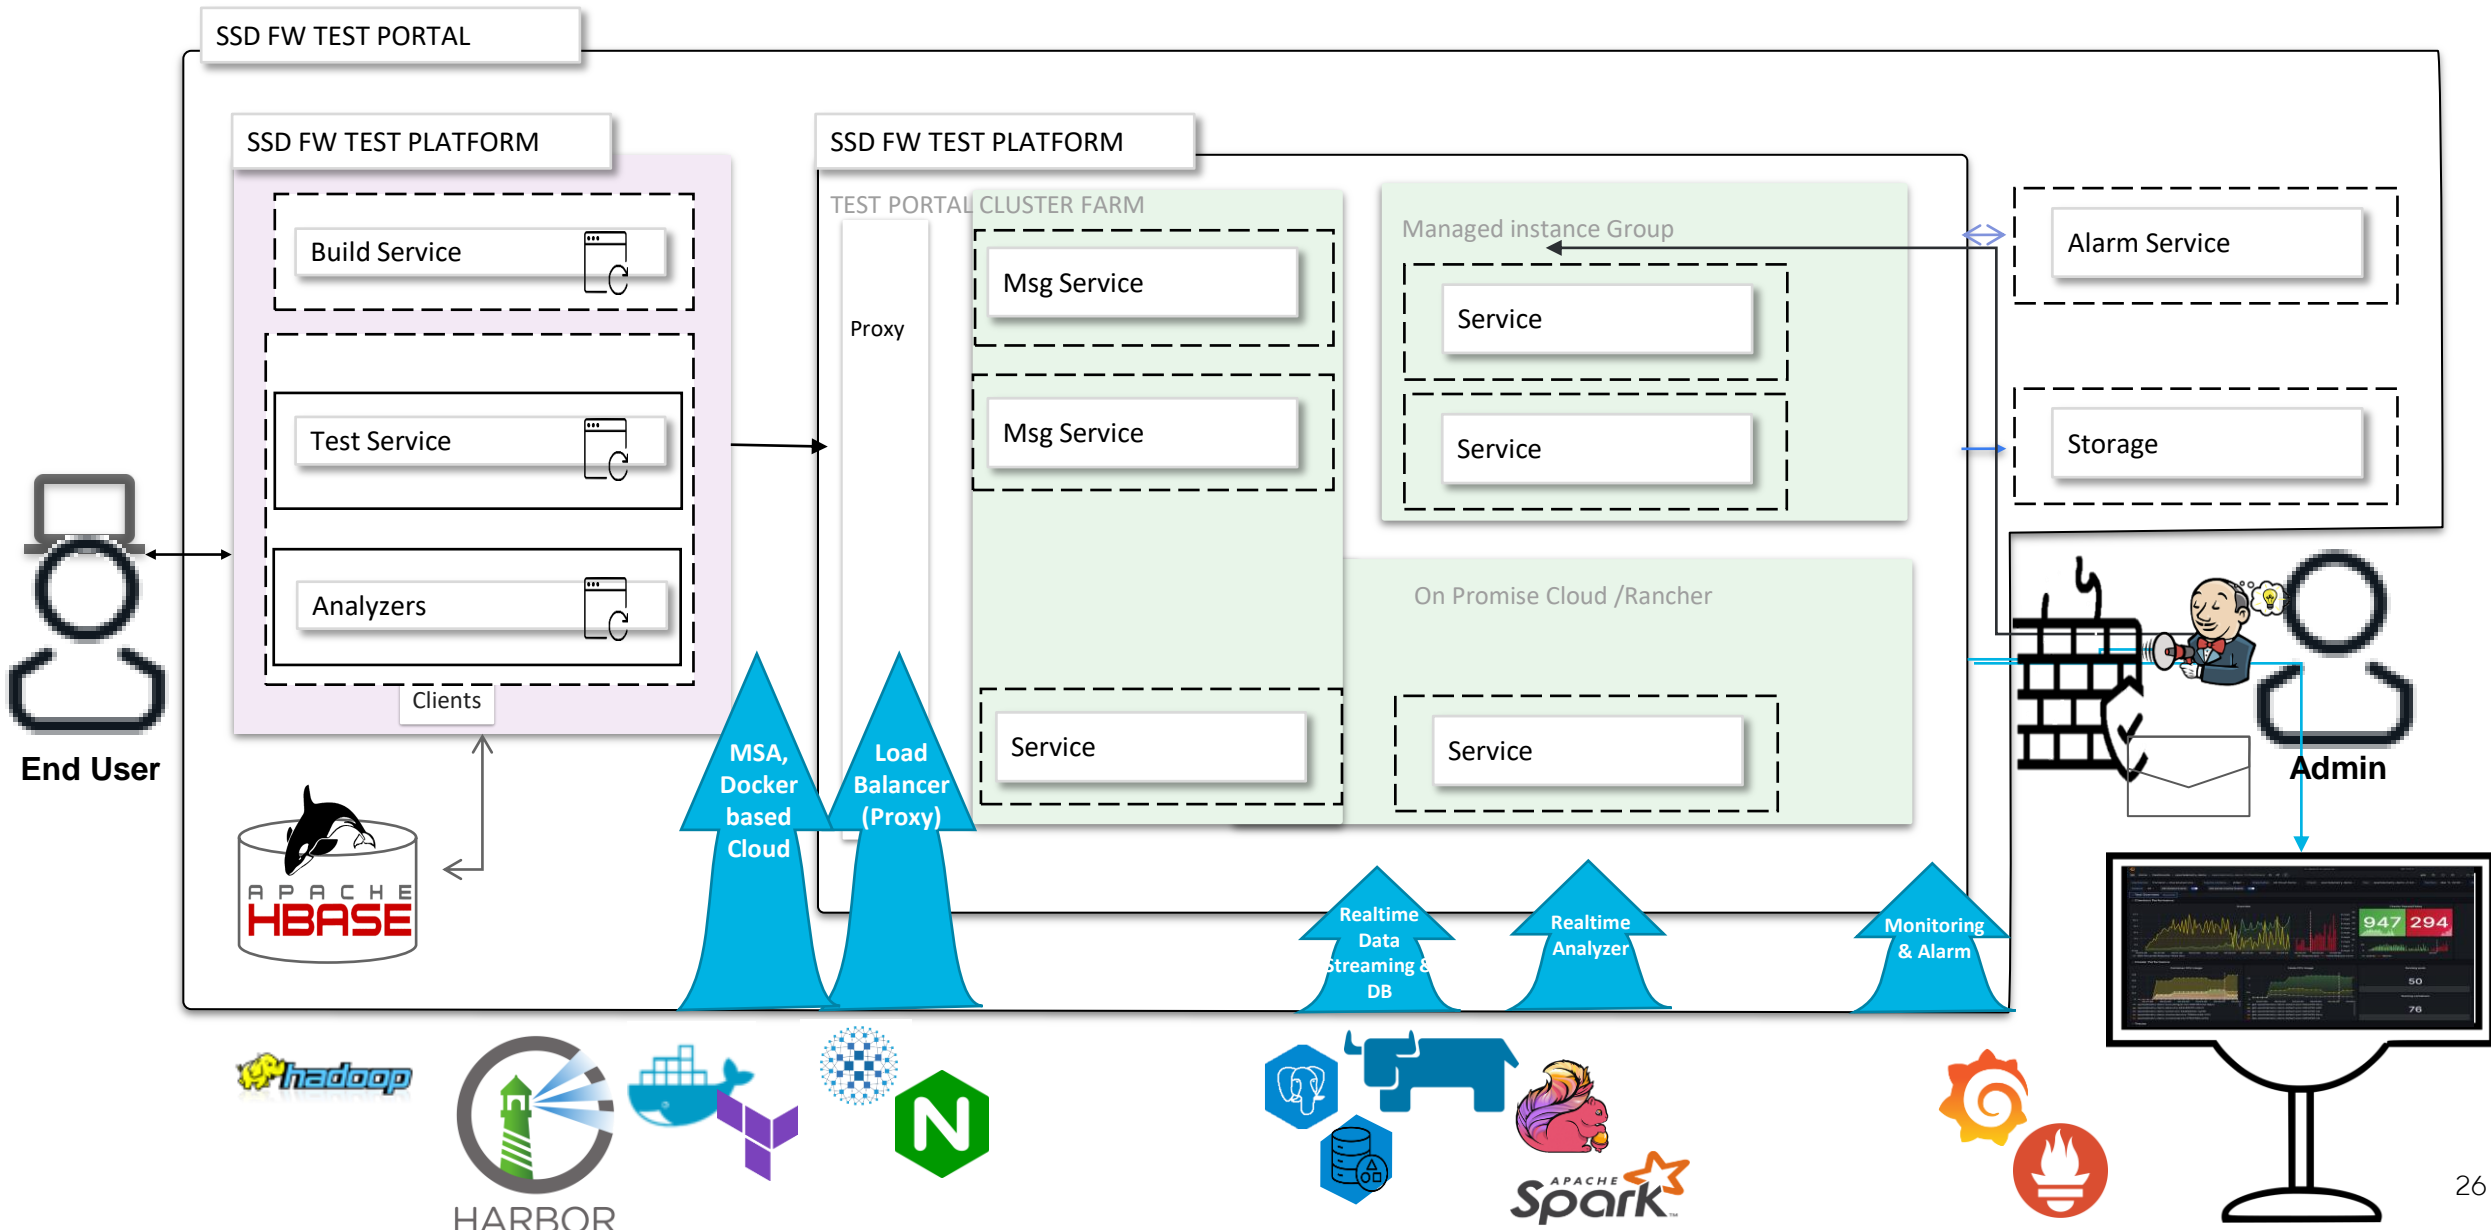 SSD FW TEST PORTAL
SSD FW TEST PLATFORM
Build Service
Test Service
Analyzers
Clients
SSD FW TEST PLATFORM
TEST PORTAL CLUSTER FARM
Proxy
Msg Service
Msg Service
Service
Managed instance Group
Service
Service
On Promise Cloud /Rancher
Service
Alarm Service
Storage
End User
Admin
APACHE
HBASE
MSA,
Docker
based
Cloud
Load
Balancer
(Proxy)
Realtime
Data
Streaming &
DB
Realtime
Analyzer
Monitoring
& Alarm
947 294
50
76
hadoop
HARBOR
N
APACHE
Spark
TM
26